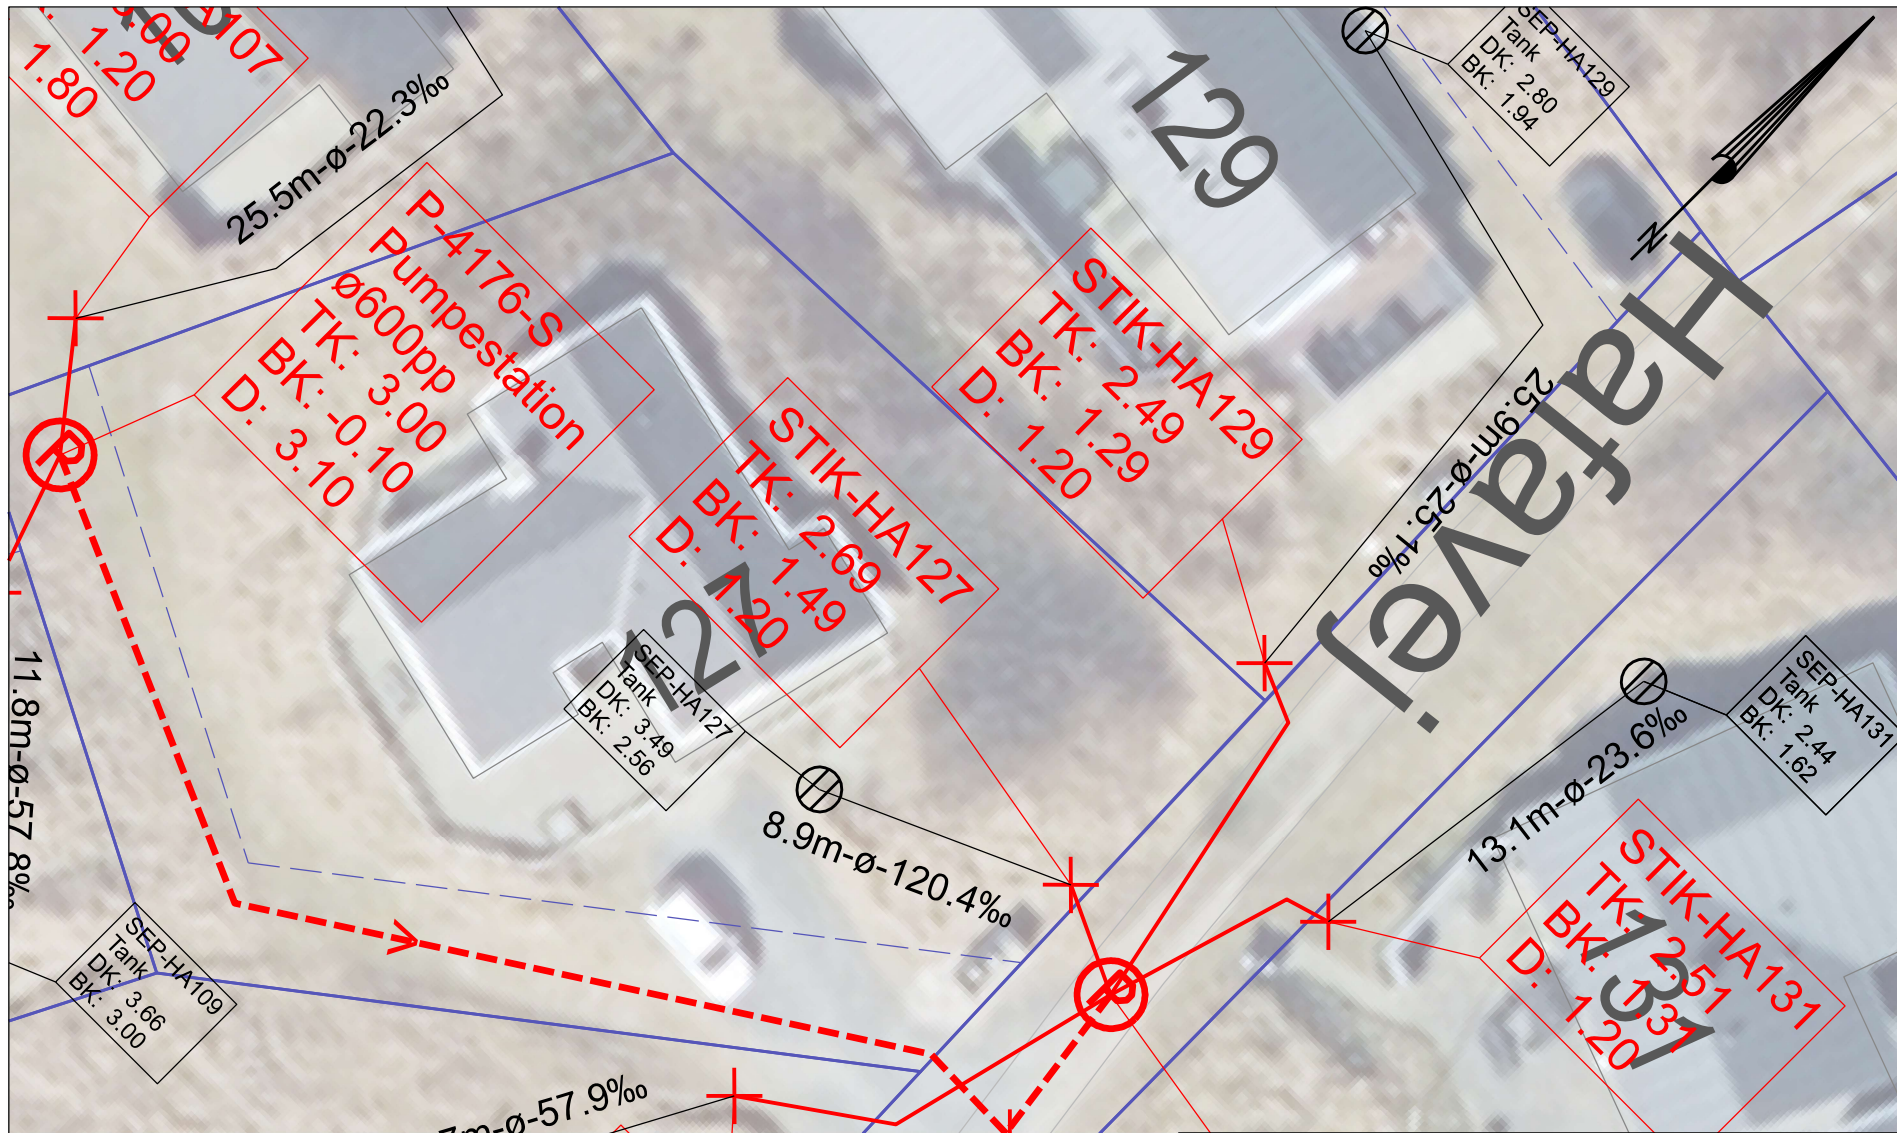 A107
.00
1.20
1.80
25.5m-ø-22.3‰
P-4176-S
Pumpestation
ø600pp
TK: 3.00
BK: -0.10
D: 3.10
129
SEP-HA129
Tank
DK: 2.80
BK: 1.94
N
STIK-HA129
TK: 2.49
BK: 1.29
D: 1.20
STIK-HA127
TK: 2.69
BK: 1.49
D: 1.20
127
SEP-HA127
Tank
DK: 3.49
BK: 2.56
Hafavej
25.9m-ø-25.1‰
P
P
8.9m-ø-120.4‰
13.1m-ø-23.6‰
SEP-HA131
Tank
DK: 2.44
BK: 1.62
STIK-HA131
TK: 2.51
BK: 1.31
D: 1.20
131
11.8m-ø-57.8‰
SEP-HA109
Tank
DK: 3.66
BK: 3.00
7m-ø-57.9‰